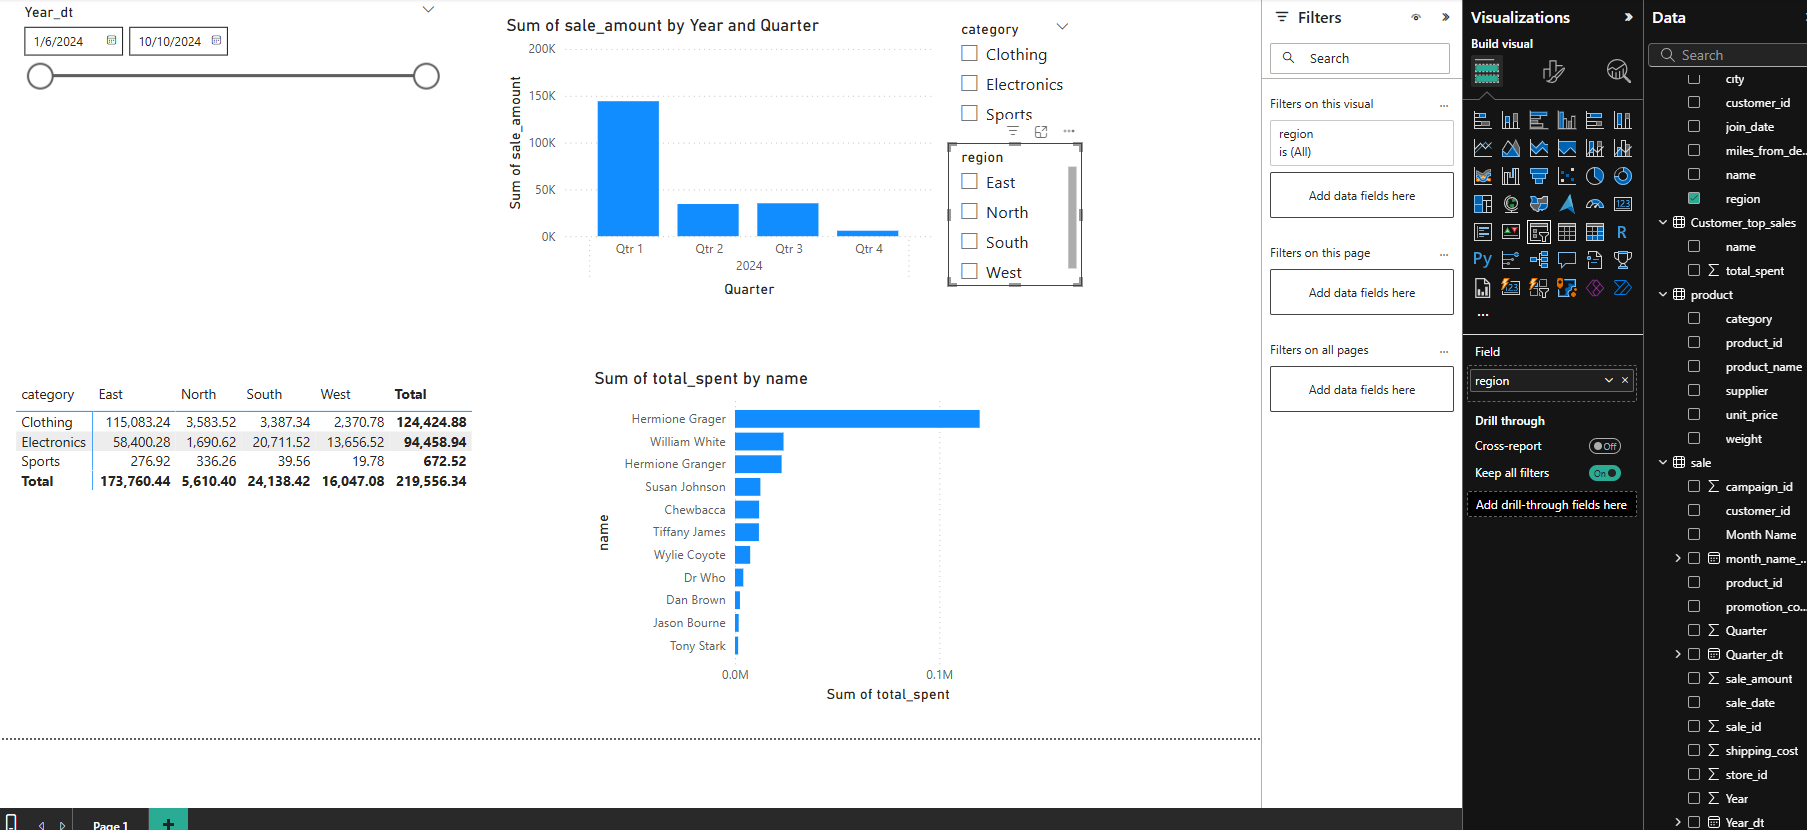 Year_dt
1/6/2024
10/10/2024
Sum of sale_amount by Year and Quarter
200K
150K
100K
50K
0K
Sum of sale_amount
Qtr 1 Qtr 2 Qtr 3 Qtr 4
2024
Quarter
category
Clothing
Electronics
Sports
region
East
North
South
West
category East North South West Total
Clothing 115,083.24 3,583.52 3,387.34 2,370.78 124,424.88
Electronics 58,400.28 1,690.62 20,711.52 13,656.52 94,458.94
Sports 276.92 336.26 39.56 19.78 672.52
Total 173,760.44 5,610.40 24,138.42 16,047.08 219,556.34
Sum of total_spent by name
name
Hermione Grager
William White
Hermione Granger
Susan Johnson
Chewbacca
Tiffany James
Wylie Coyote
Dr Who
Dan Brown
Jason Bourne
Tony Stark
0.0M 0.1M
Sum of total_spent
Page 1
+
Filters
Search
Filters on this visual ...
region
is (All)
Add data fields here
Filters on this page ...
Add data fields here
Filters on all pages ...
Add data fields here
Visualizations
Build visual
123
R
Py
123
...
Field
region
Drill through
Cross-report Off
Keep all filters On
Add drill-through fields here
Data
Search
city
customer_id
join_date
miles_from_de...
name
region
Customer_top_sales
name
∑ total_spent
product
category
product_id
product_name
supplier
unit_price
weight
sale
∑ campaign_id
customer_id
Month Name
month_name_...
product_id
promotion_co...
∑ Quarter
Quarter_dt
∑ sale_amount
sale_date
∑ sale_id
∑ shipping_cost
∑ store_id
∑ Year
Year_dt